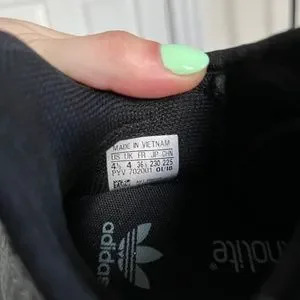 MADE IN VIETNAM
US UK FR JP CHN
4½ 4 36⅔ 230 225
PYV 702001 01/18
adidas